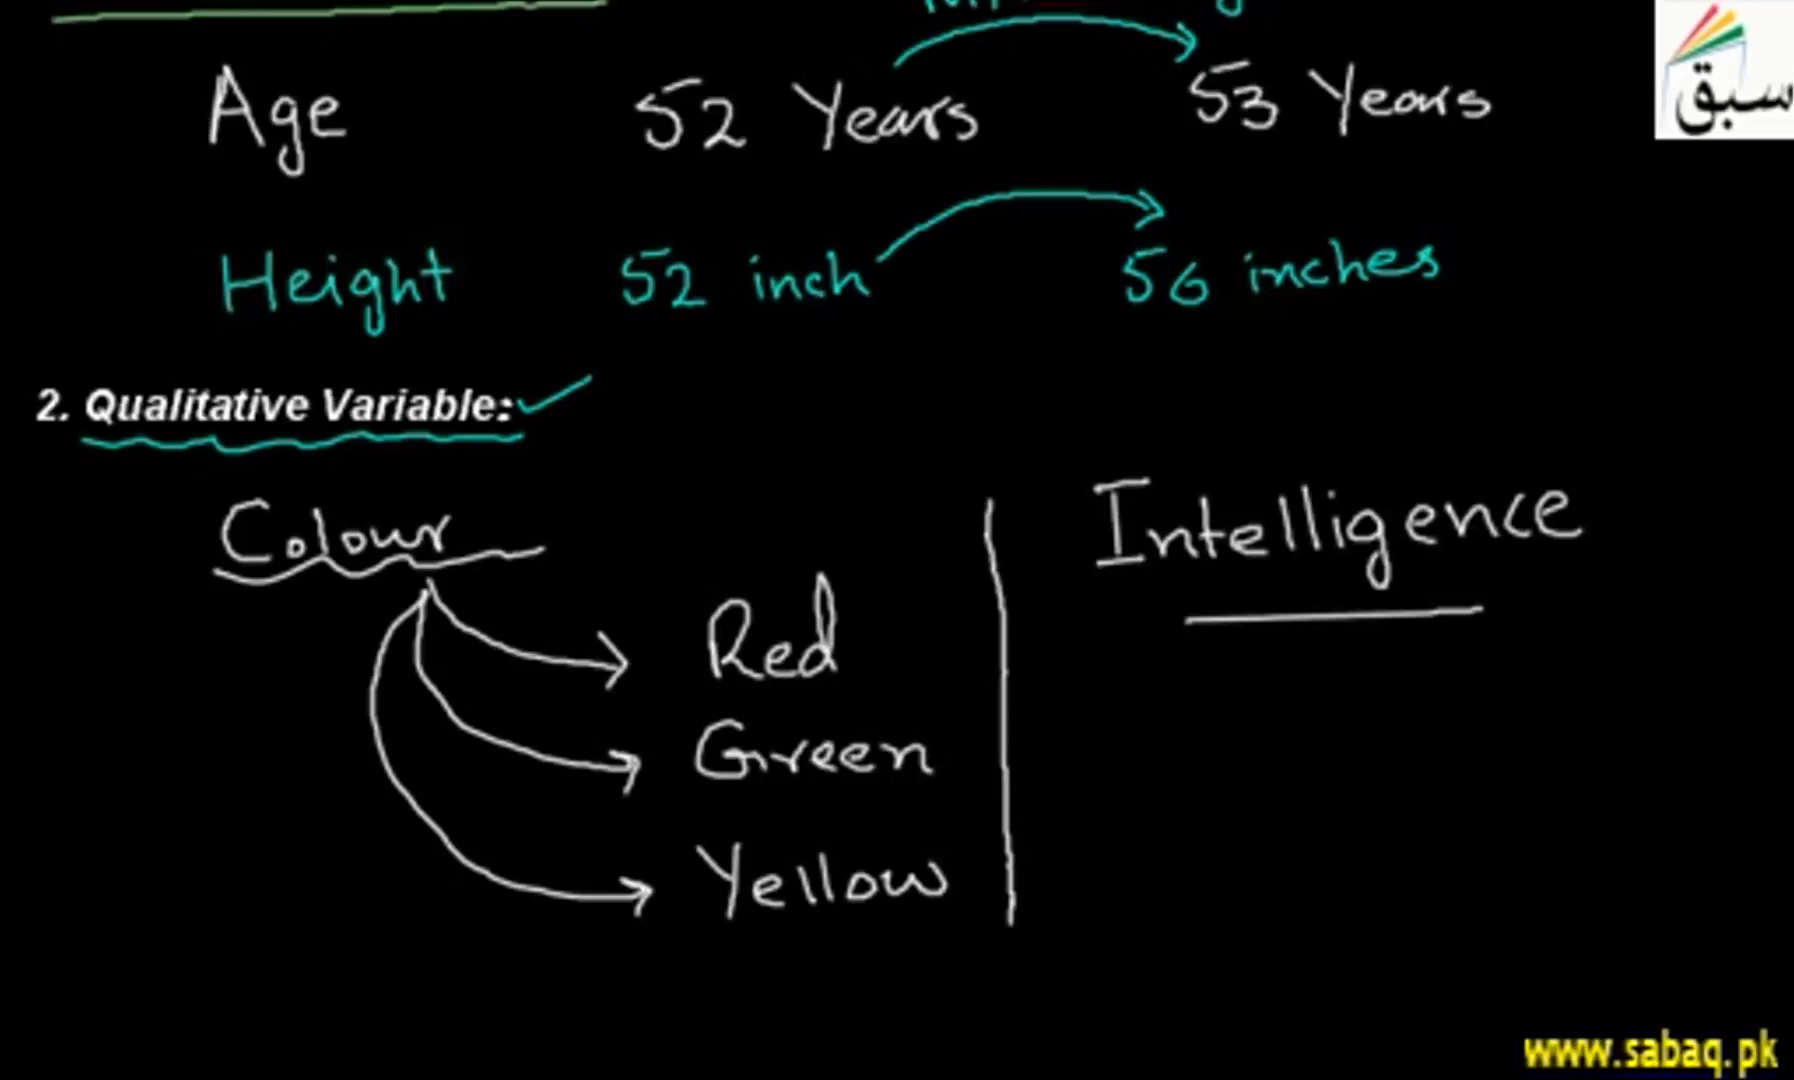 Age 52 Years 53 Years
سبق
Height 52 inch 56 inches
2. Qualitative Variable:
Colour Intelligence
Red
Green
Yellow
www.sabaq.pk